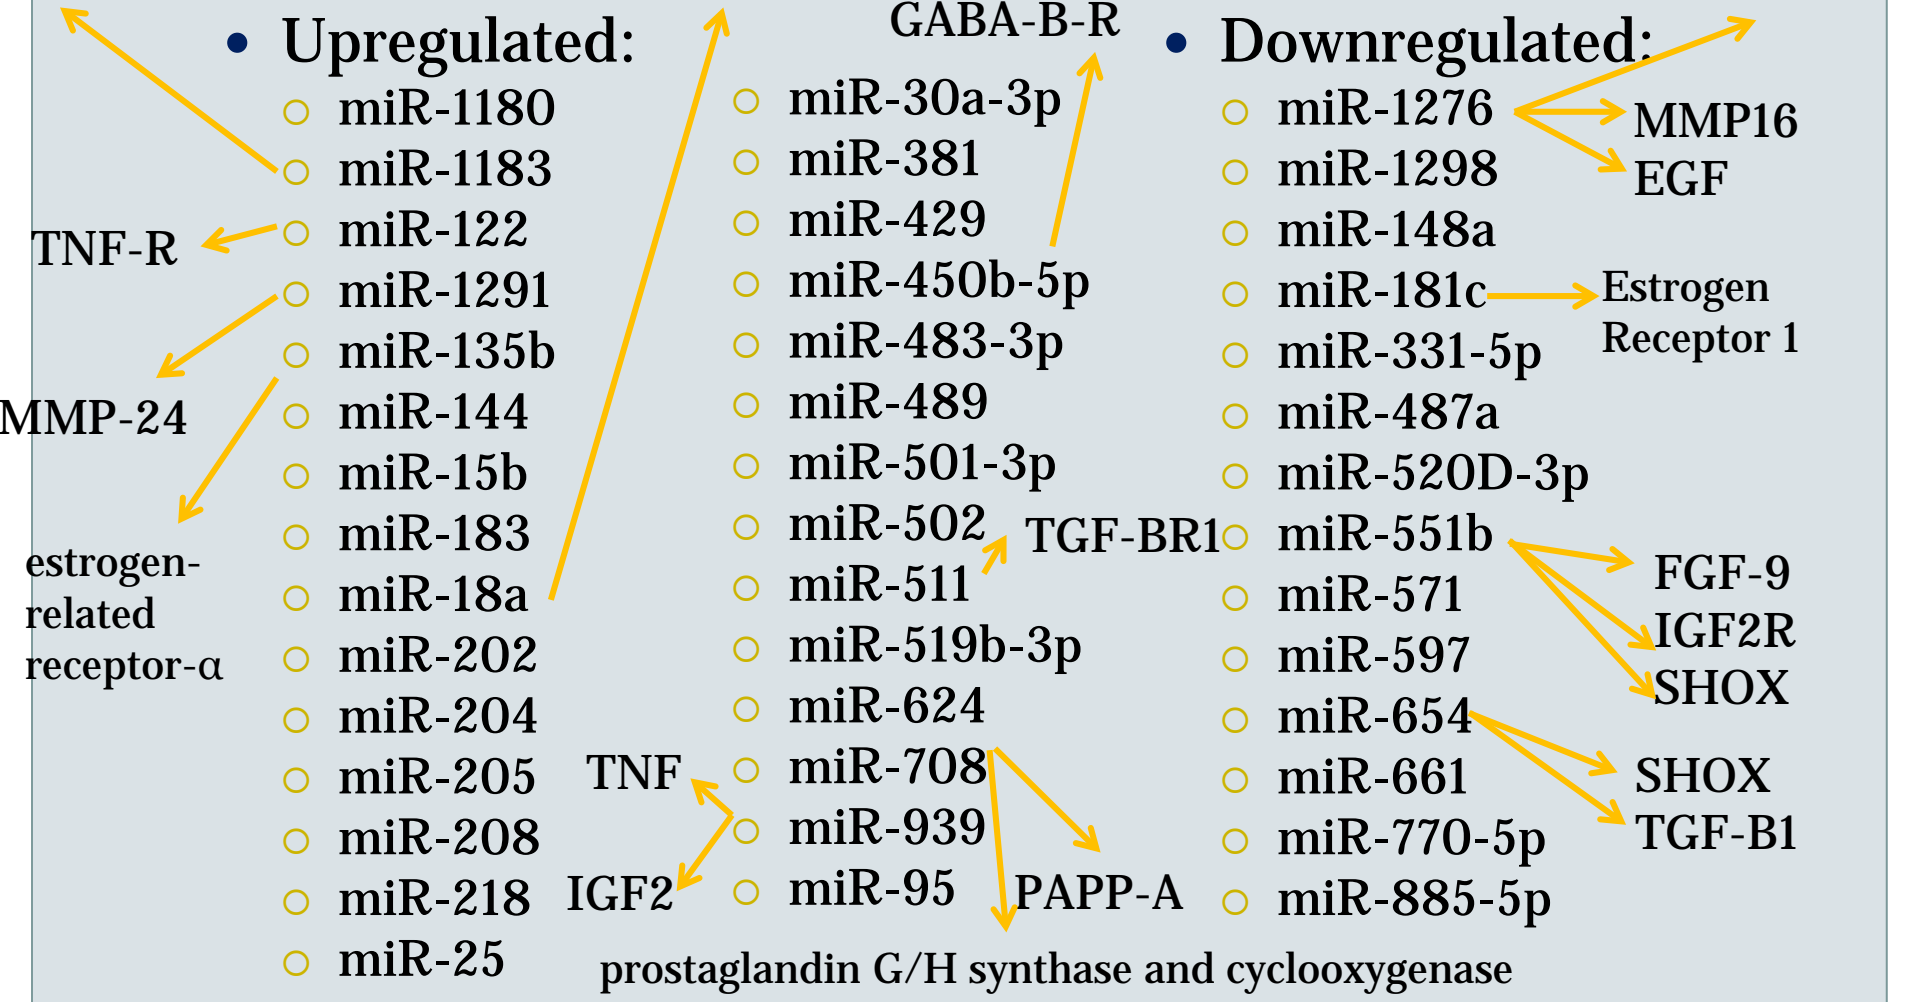 • Upregulated:
miR-1180
miR-1183
miR-122
miR-1291
miR-135b
miR-144
miR-15b
miR-183
miR-18a
miR-202
miR-204
miR-205
miR-208
miR-218
miR-25
TNF-R
MMP-24
estrogen-
related
receptor-α
GABA-B-R
miR-30a-3p
miR-381
miR-429
miR-450b-5p
miR-483-3p
miR-489
miR-501-3p
miR-502
miR-511
miR-519b-3p
miR-624
miR-708
miR-939
miR-95
TGF-BR1
TNF
IGF2
PAPP-A
prostaglandin G/H synthase and cyclooxygenase
• Downregulated:
miR-1276
miR-1298
miR-148a
miR-181c
miR-331-5p
miR-487a
miR-520D-3p
miR-551b
miR-571
miR-597
miR-654
miR-661
miR-770-5p
miR-885-5p
MMP16
EGF
Estrogen
Receptor 1
FGF-9
IGF2R
SHOX
SHOX
TGF-B1